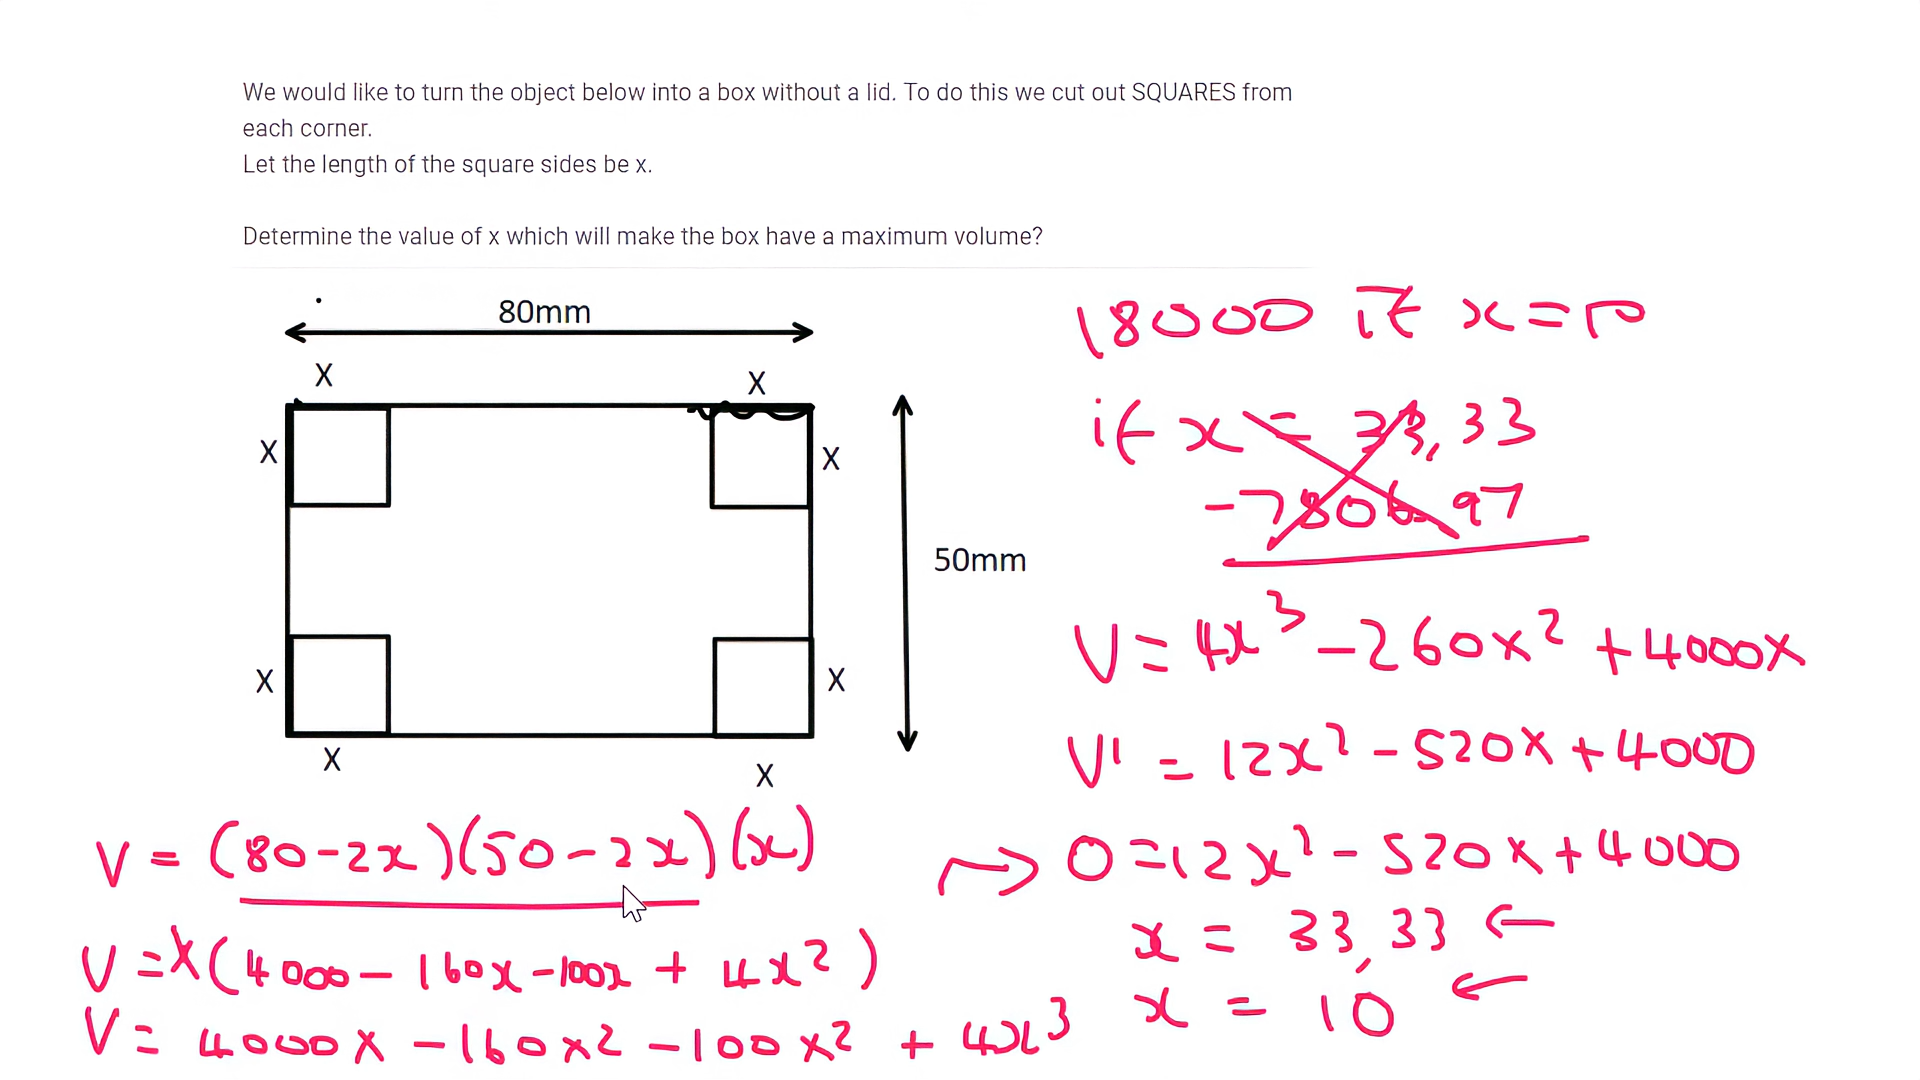 We would like to turn the object below into a box without a lid. To do this we cut out SQUARES from
each corner.
Let the length of the square sides be x.
Determine the value of x which will make the box have a maximum volume?
80mm
X
X
X
X
50mm
X
X
X
X
V = (80-2x)(50-2x)(x)
V = x(4000 - 160x - 100x + 4x²)
V = 4000x - 160x² - 100x² + 4x³
18000 if x = 10
if x = 33,33
-7806,97
V = 4x³ - 260x² + 4000x
V' = 12x² - 520x + 4000
0 = 12x² - 520x + 4000
x = 33,33
x = 10